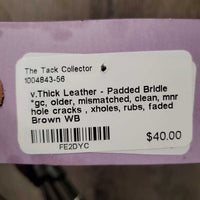 The Tack Collector
1004843-56
v.Thick Leather - Padded Bridle
*gc, older, mismatched, clean, mnr
hole cracks , xholes, rubs, faded
Brown WB
$40.00
FE2DYC